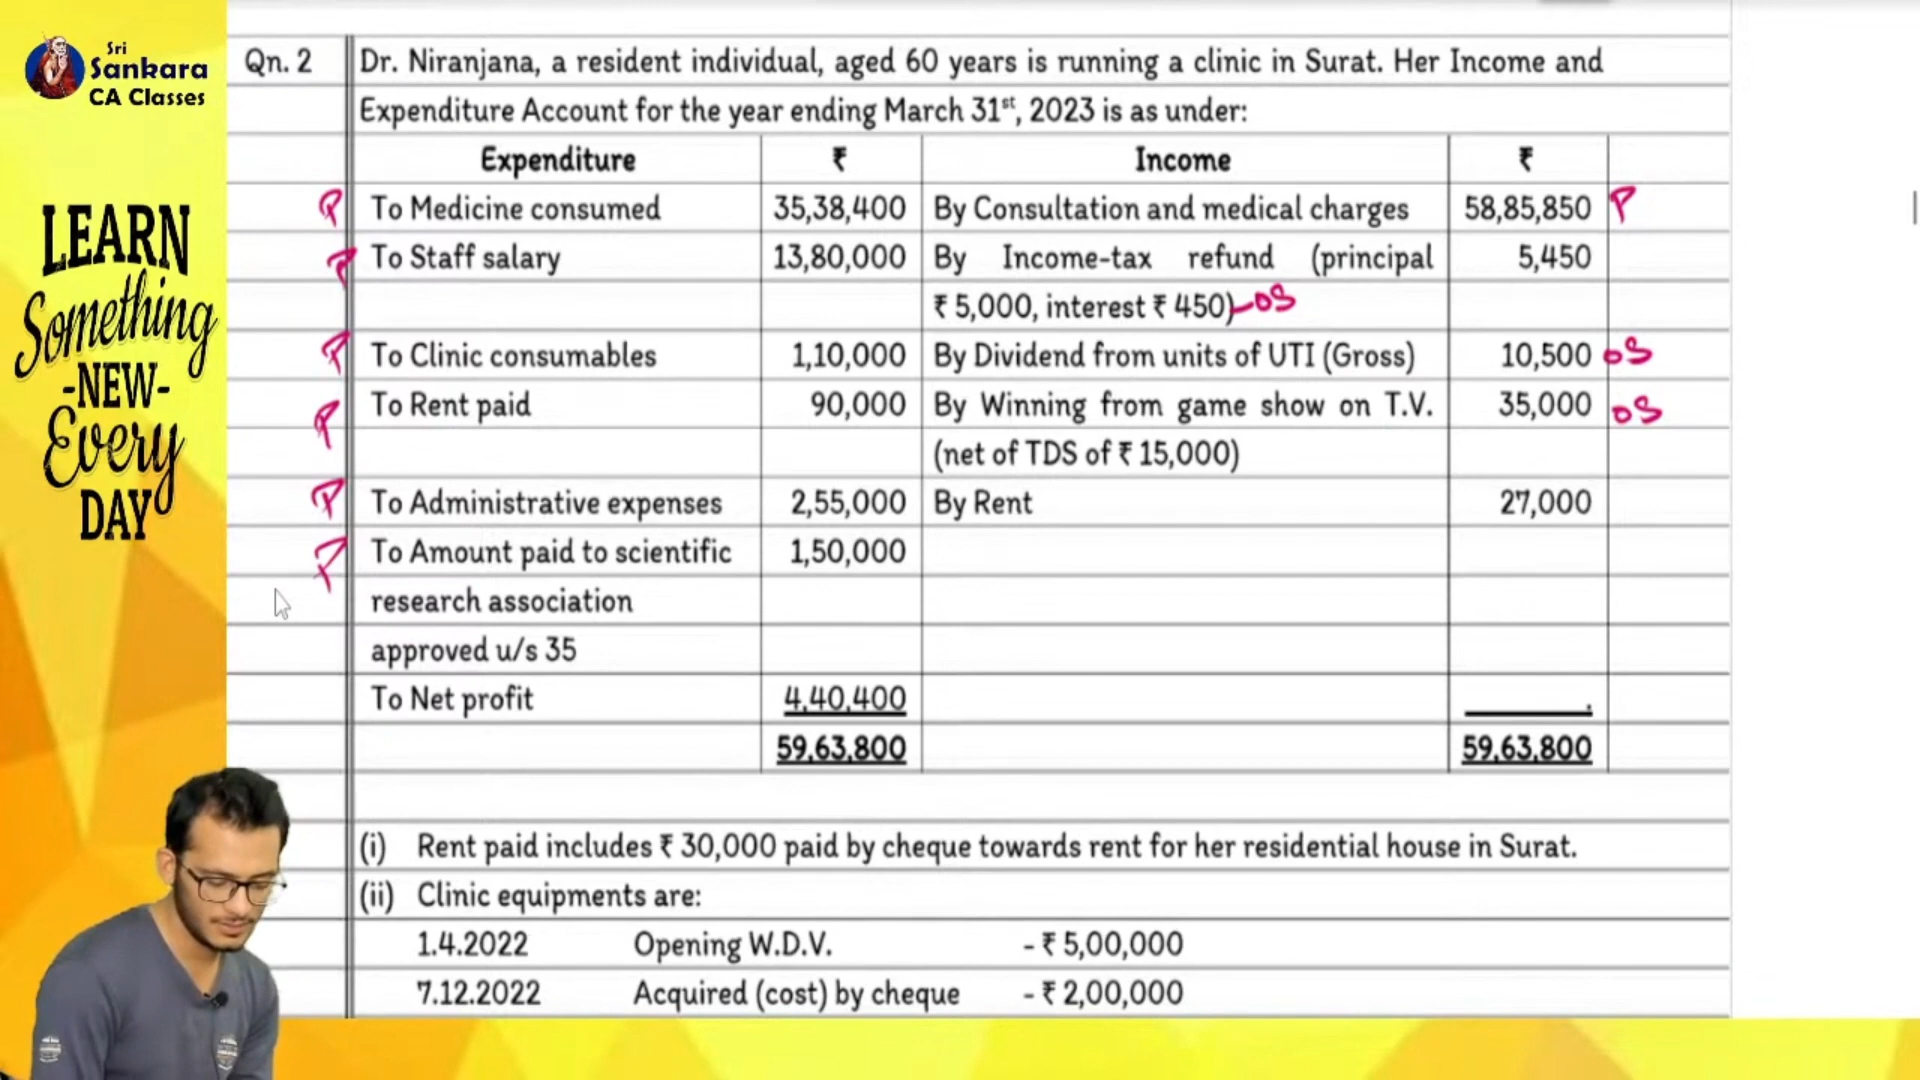 Sri
Sankara
CA Classes
LEARN
Something
-NEW-
Every
DAY
Qn. 2 Dr. Niranjana, a resident individual, aged 60 years is running a clinic in Surat. Her Income and
Expenditure Account for the year ending March 31st, 2023 is as under:
Expenditure ₹ Income ₹
P To Medicine consumed 35,38,400 By Consultation and medical charges 58,85,850 P
P To Staff salary 13,80,000 By Income-tax refund (principal 5,450
₹ 5,000, interest ₹ 450) - OS
P To Clinic consumables 1,10,000 By Dividend from units of UTI (Gross) 10,500 OS
P To Rent paid 90,000 By Winning from game show on T.V. 35,000 OS
(net of TDS of ₹ 15,000)
P To Administrative expenses 2,55,000 By Rent 27,000
P To Amount paid to scientific 1,50,000
research association
approved u/s 35
To Net profit 4,40,400 .
59,63,800 59,63,800
(i) Rent paid includes ₹ 30,000 paid by cheque towards rent for her residential house in Surat.
(ii) Clinic equipments are:
1.4.2022 Opening W.D.V. - ₹ 5,00,000
7.12.2022 Acquired (cost) by cheque - ₹ 2,00,000